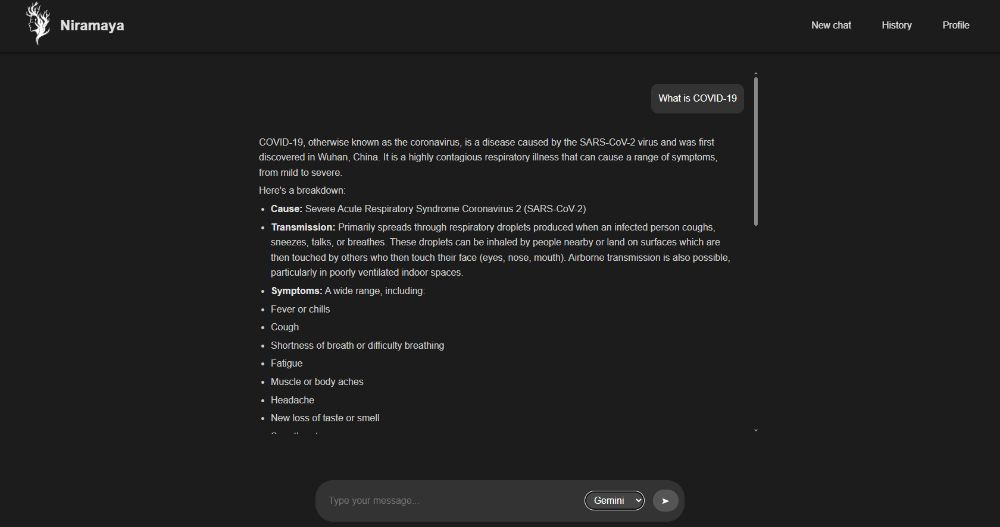 Niramaya
New chat
History
Profile
What is COVID-19
COVID-19, otherwise known as the coronavirus, is a disease caused by the SARS-CoV-2 virus and was first
discovered in Wuhan, China. It is a highly contagious respiratory illness that can cause a range of symptoms,
from mild to severe.
Here's a breakdown:
• Cause: Severe Acute Respiratory Syndrome Coronavirus 2 (SARS-CoV-2)
• Transmission: Primarily spreads through respiratory droplets produced when an infected person coughs,
sneezes, talks, or breathes. These droplets can be inhaled by people nearby or land on surfaces which are
then touched by others who then touch their face (eyes, nose, mouth). Airborne transmission is also possible,
particularly in poorly ventilated indoor spaces.
• Symptoms: A wide range, including:
• Fever or chills
• Cough
• Shortness of breath or difficulty breathing
• Fatigue
• Muscle or body aches
• Headache
• New loss of taste or smell
Type your message...
Gemini